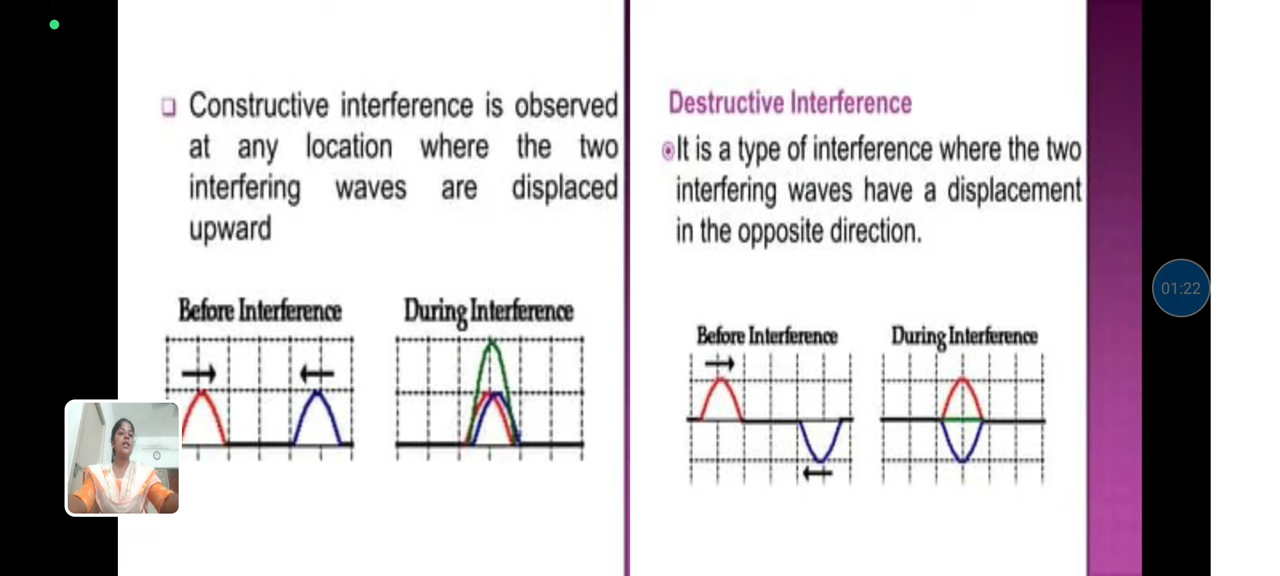 Constructive interference is observed
at any location where the two
interfering waves are displaced
upward
Before Interference
During Interference
Destructive Interference
It is a type of interference where the two
interfering waves have a displacement
in the opposite direction.
Before Interference
During Interference
01:22